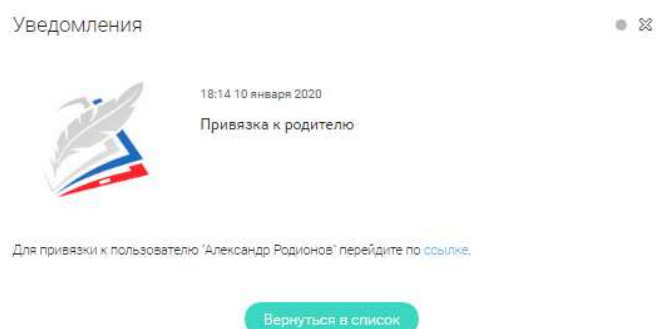 Уведомления
18:14 10 января 2020
Привязка к родителю
Для привязки к пользователю "Александр Родионов" перейдите по ссылке.
Вернуться в список